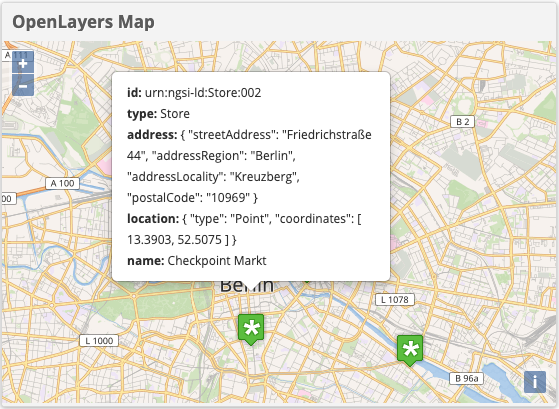 OpenLayers Map
+
−
id: urn:ngsi-ld:Store:002
type: Store
address: { "streetAddress": "Friedrichstraße
44", "addressRegion": "Berlin",
"addressLocality": "Kreuzberg",
"postalCode": "10969" }
location: { "type": "Point", "coordinates": [
13.3903, 52.5075 ] }
name: Checkpoint Markt
B 2
A 100
Berlin
L 1078
L 1000
B 96a
i